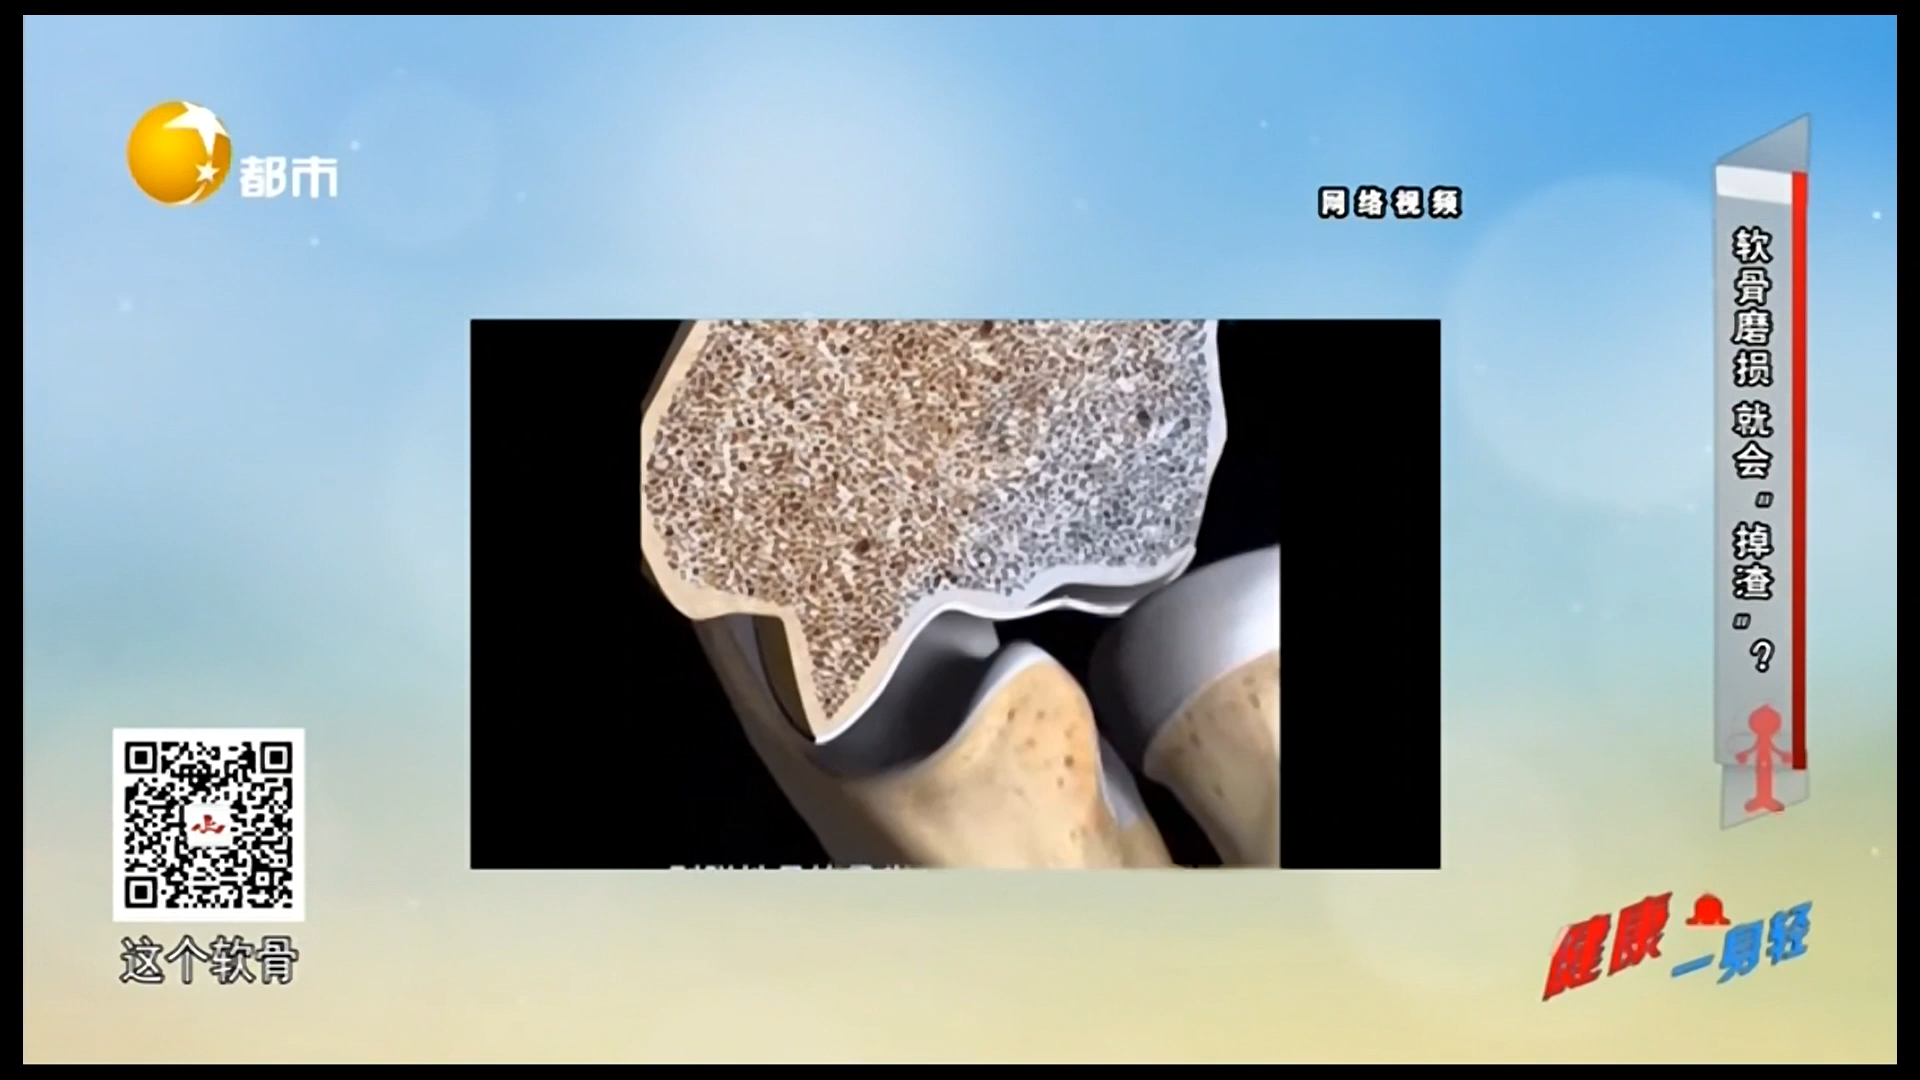 都市
网络视频
软骨磨损 就会“掉渣”?
这个软骨
健康一身轻